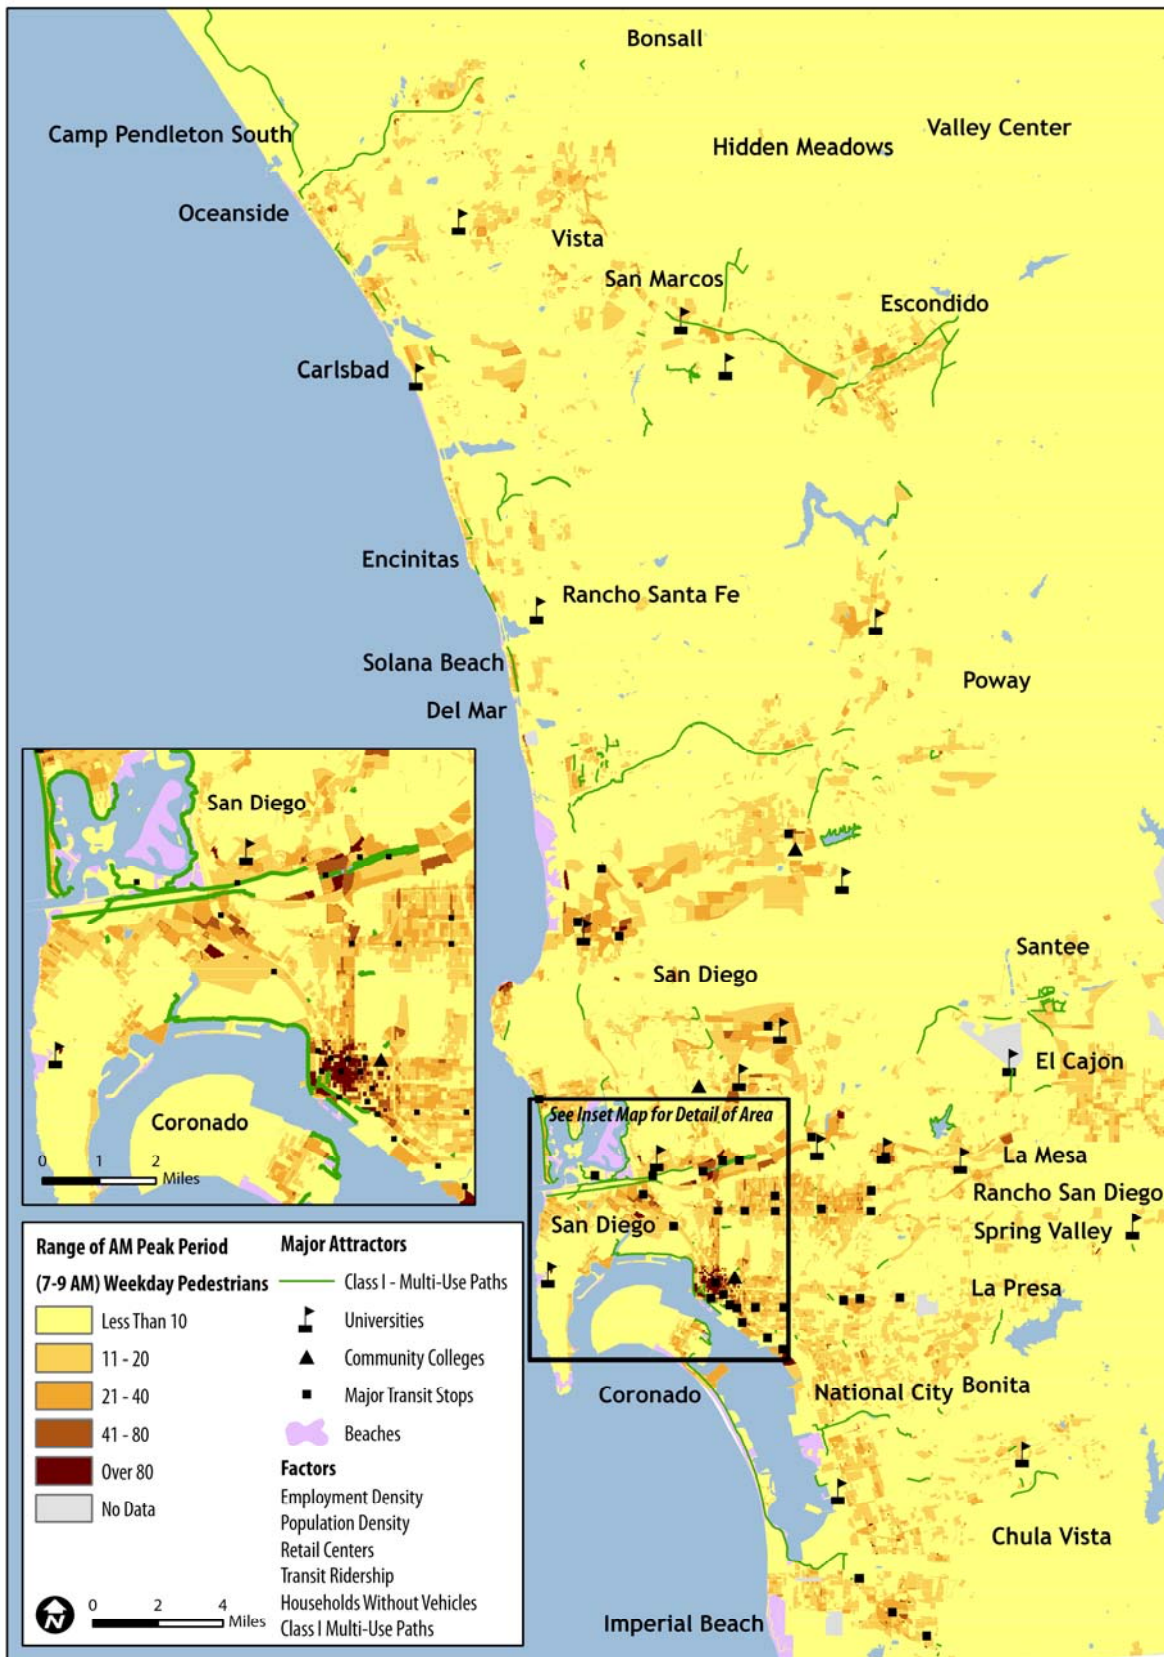 Bonsall
Valley Center
Camp Pendleton South
Hidden Meadows
Oceanside
Vista
San Marcos
Escondido
Carlsbad
Encinitas
Rancho Santa Fe
Solana Beach
Poway
Del Mar
San Diego
Coronado
0 1 2
Miles
Santee
San Diego
El Cajon
See Inset Map for Detail of Area
La Mesa
Rancho San Diego
San Diego
Spring Valley
La Presa
Coronado
National City
Bonita
Chula Vista
Imperial Beach
Range of AM Peak Period
(7-9 AM) Weekday Pedestrians
Less Than 10
11 - 20
21 - 40
41 - 80
Over 80
No Data
N
0 2 4
Miles
Major Attractors
Class I - Multi-Use Paths
Universities
Community Colleges
Major Transit Stops
Beaches
Factors
Employment Density
Population Density
Retail Centers
Transit Ridership
Households Without Vehicles
Class I Multi-Use Paths